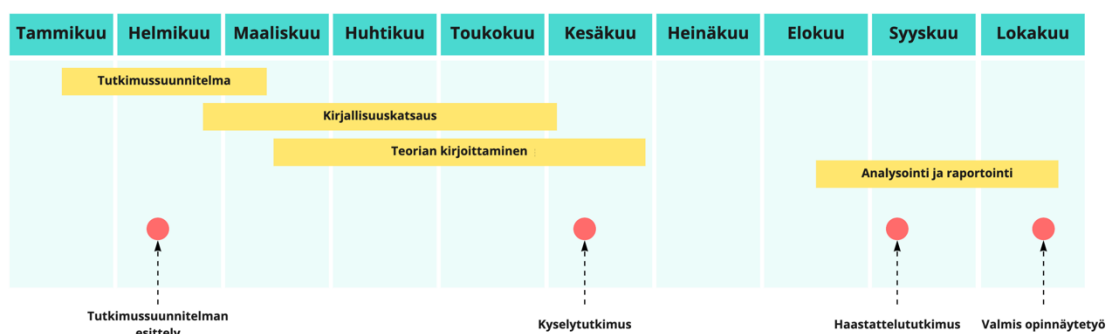 Tammikuu Helmikuu Maaliskuu Huhtikuu Toukokuu Kesäkuu Heinäkuu Elokuu Syyskuu Lokakuu
Tutkimussuunnitelma
Kirjallisuuskatsaus
Teorian kirjoittaminen
Analysointi ja raportointi
Tutkimussuunnitelman
esittely
Kyselytutkimus
Haastattelututkimus
Valmis opinnäytetyö